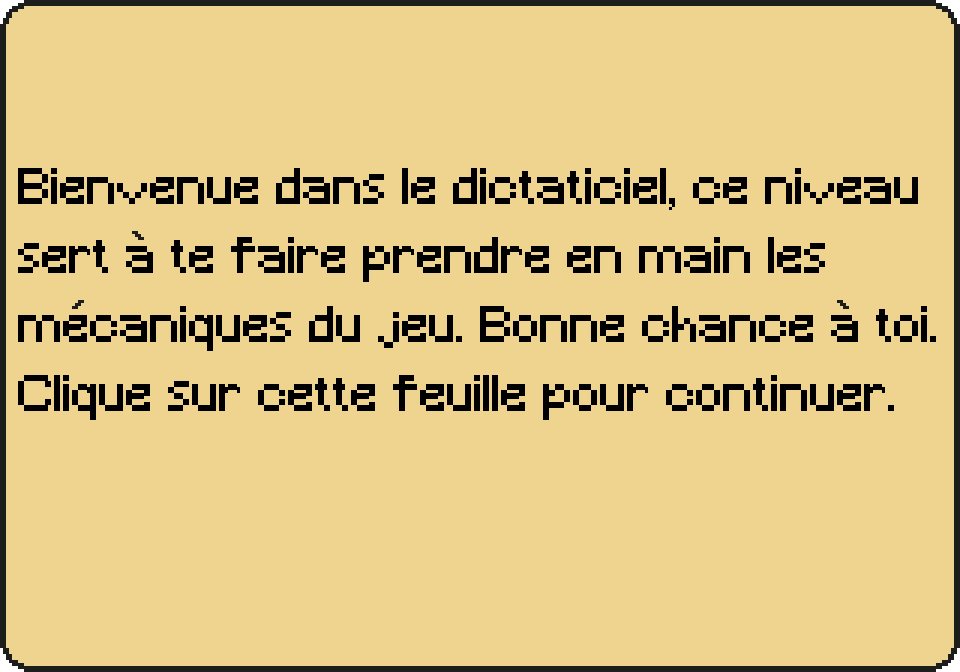 Bienvenue dans le dictaticiel, ce niveau
sert à te faire prendre en main les
mécaniques du jeu. Bonne chance à toi.
Clique sur cette feuille pour continuer.